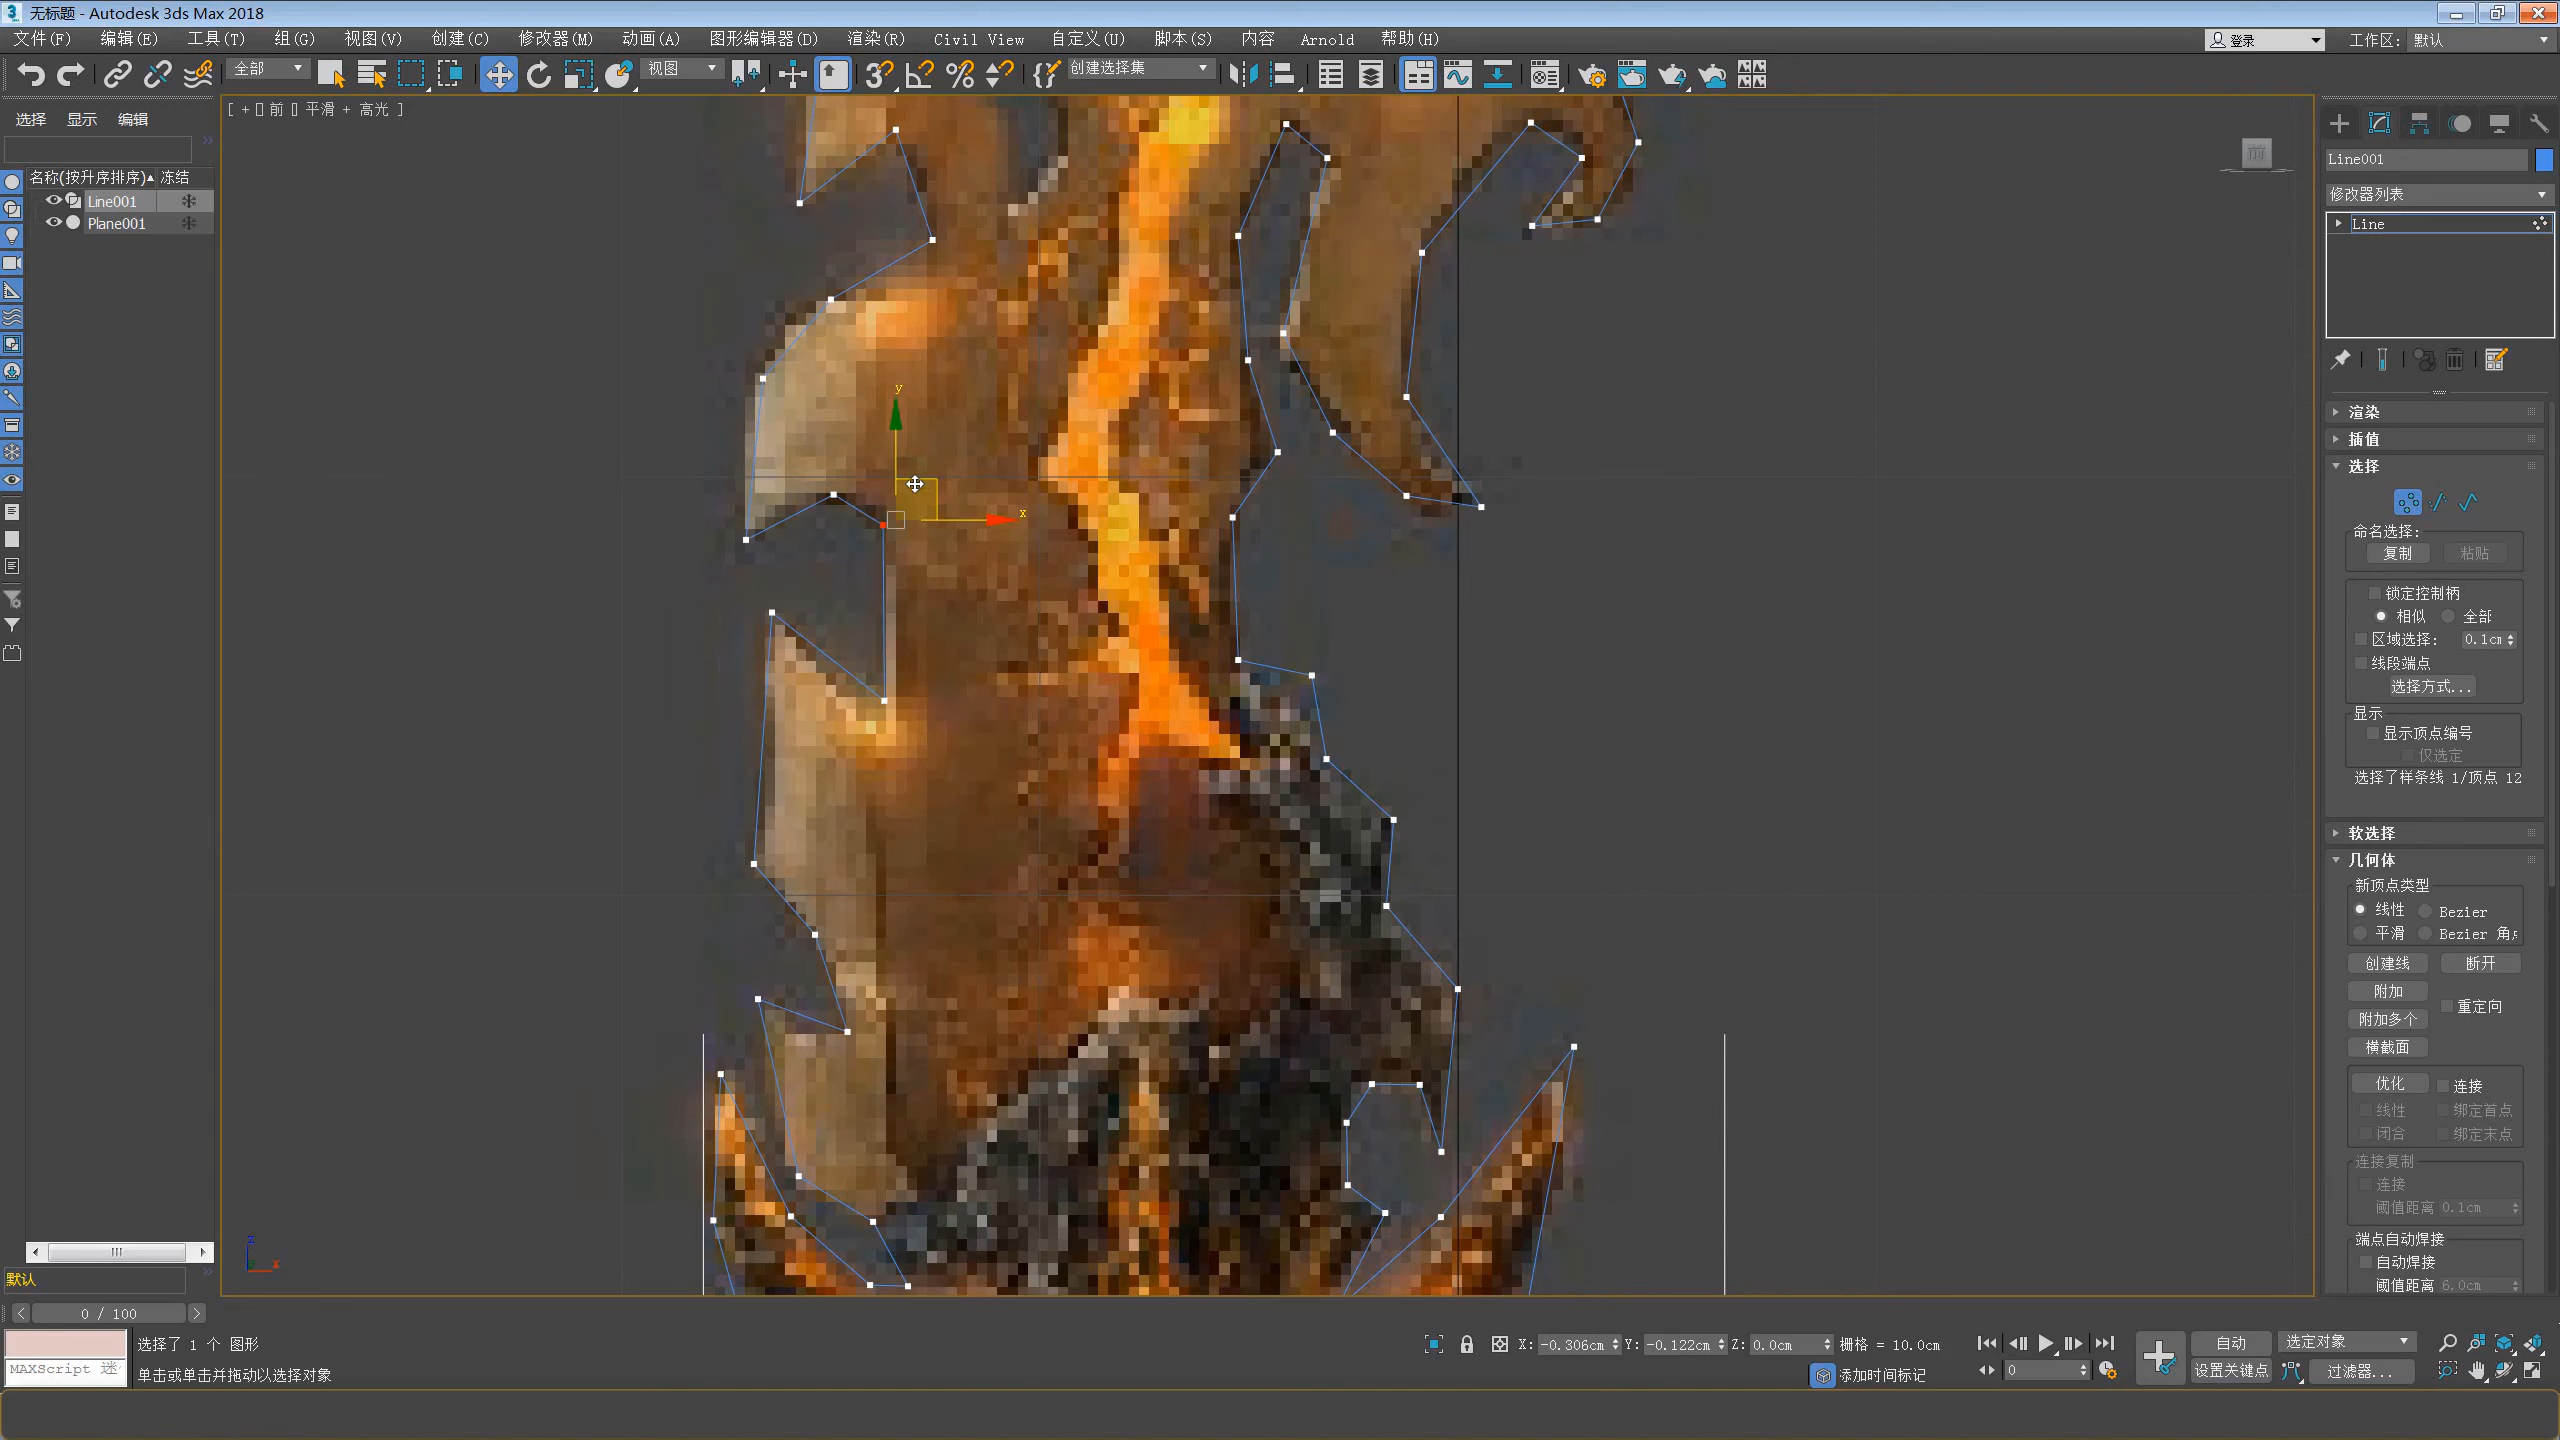 无标题 - Autodesk 3ds Max 2018
文件(F) 编辑(E) 工具(T) 组(G) 视图(V) 创建(C) 修改器(M) 动画(A) 图形编辑器(D) 渲染(R) Civil View 自定义(U) 脚本(S) 内容 Arnold 帮助(H) 登录 工作区: 默认
全部 视图 创建选择集
选择 显示 编辑
名称(按升序排序) 冻结
Line001
Plane001
默认
0 / 100
[ + ] [ 前 ] [ 平滑 + 高光 ]
y
x
前
z
x
Line001
修改器列表
Line
渲染
插值
选择
命名选择:
复制 粘贴
锁定控制柄
相似 全部
区域选择: 0.1cm
线段端点
选择方式...
显示
显示顶点编号
仅选定
选择了样条线 1/顶点 12
软选择
几何体
新顶点类型
线性 Bezier
平滑 Bezier 角点
创建线 断开
附加 重定向
附加多个
横截面
优化 连接
线性 绑定首点
闭合 绑定末点
连接复制
连接
阈值距离 0.1cm
端点自动焊接
自动焊接
阈值距离 6.0cm
MAXScript 迷
选择了 1 个 图形
单击或单击并拖动以选择对象
X: -0.306cm Y: -0.122cm Z: 0.0cm 栅格 = 10.0cm
添加时间标记
0
自动 选定对象
设置关键点 过滤器...